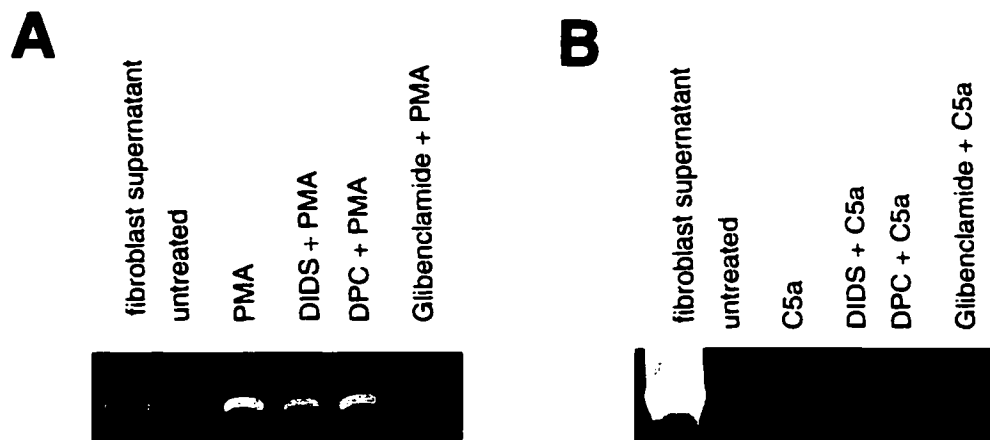 A
fibroblast supernatant
untreated
PMA
DIDS + PMA
DPC + PMA
Glibenclamide + PMA
B
fibroblast supernatant
untreated
C5a
DIDS + C5a
DPC + C5a
Glibenclamide + C5a